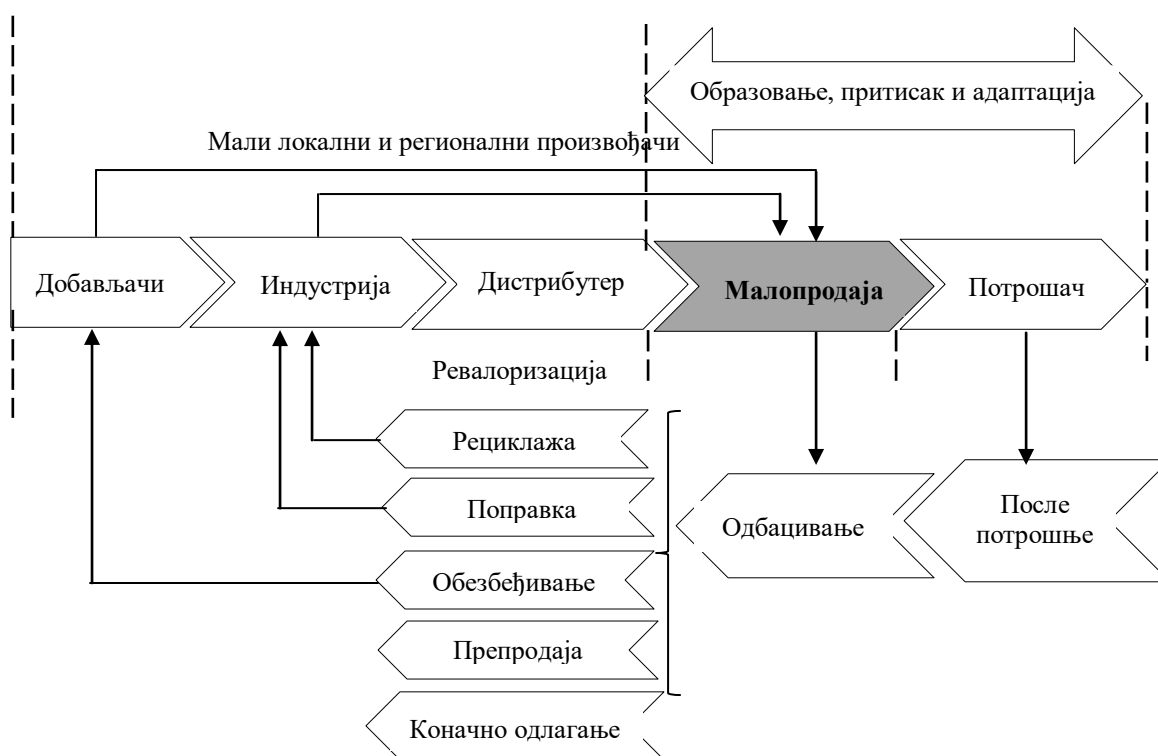 Образовање, притисак и адаптација
Мали локални и регионални произвођачи
Добављачи
Индустрија
Дистрибутер
Малопродаја
Потрошач
Ревалоризација
Рециклажа
Поправка
Обезбеђивање
Препродаја
Коначно одлагање
Одбацивање
После
потрошње